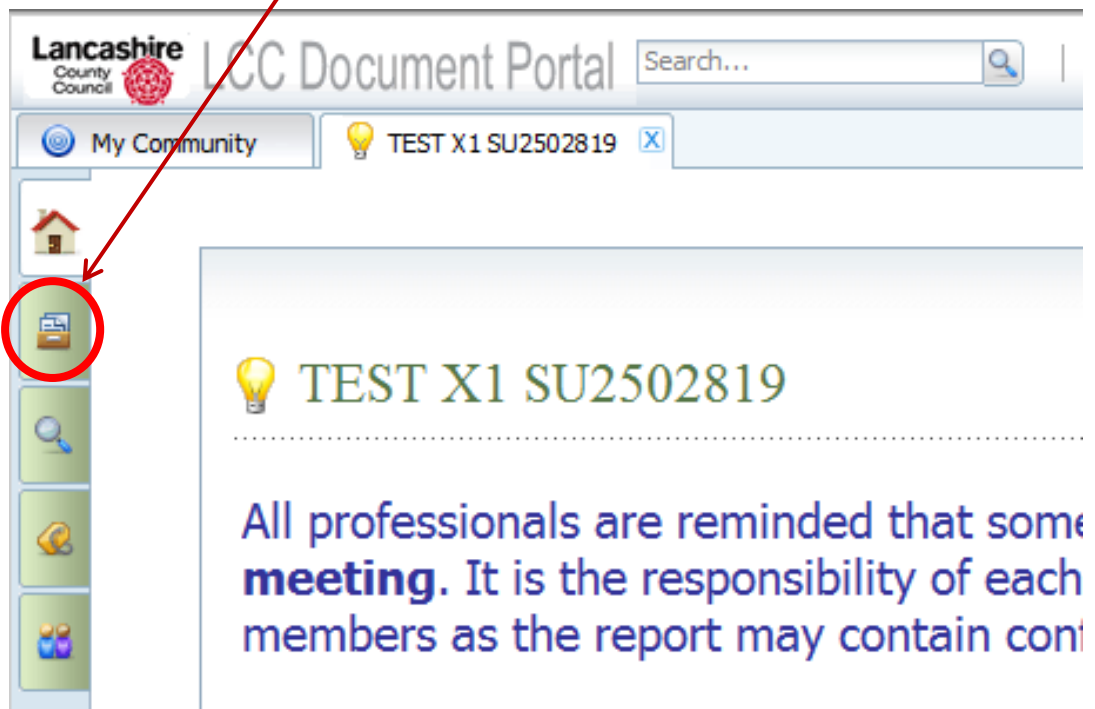 Lancashire
County
Council
LCC Document Portal
Search...
My Community
TEST X1 SU2502819
TEST X1 SU2502819
All professionals are reminded that some
meeting. It is the responsibility of each
members as the report may contain conf